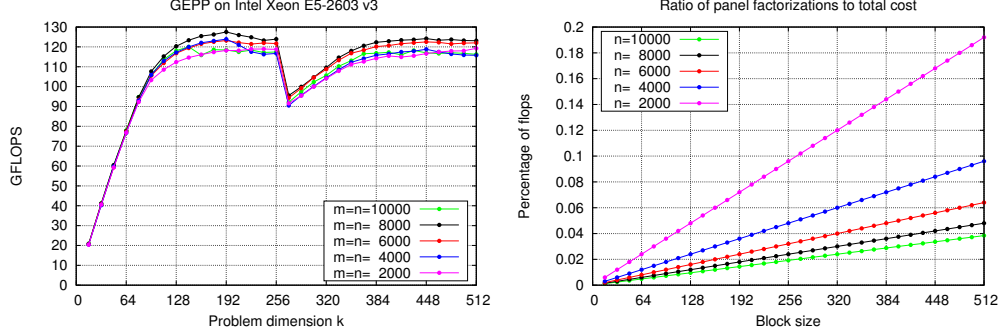 GEPP on Intel Xeon E5-2603 v3
130
120
110
100
90
80
70
60
50
40
30
20
10
0
GFLOPS
0 64 128 192 256 320 384 448 512
Problem dimension k
m=n=10000
m=n= 8000
m=n= 6000
m=n= 4000
m=n= 2000
Ratio of panel factorizations to total cost
0.2
0.18
0.16
0.14
0.12
0.1
0.08
0.06
0.04
0.02
0
Percentage of flops
0 64 128 192 256 320 384 448 512
Block size
n=10000
n= 8000
n= 6000
n= 4000
n= 2000